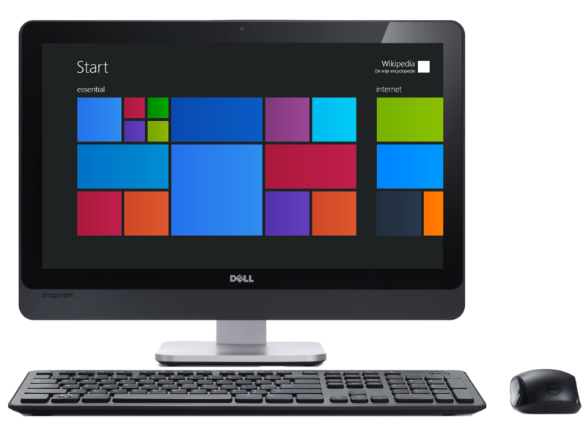 Start
Wikipedia
De vrije encyclopedie
essential
internet
DELL
inspiron